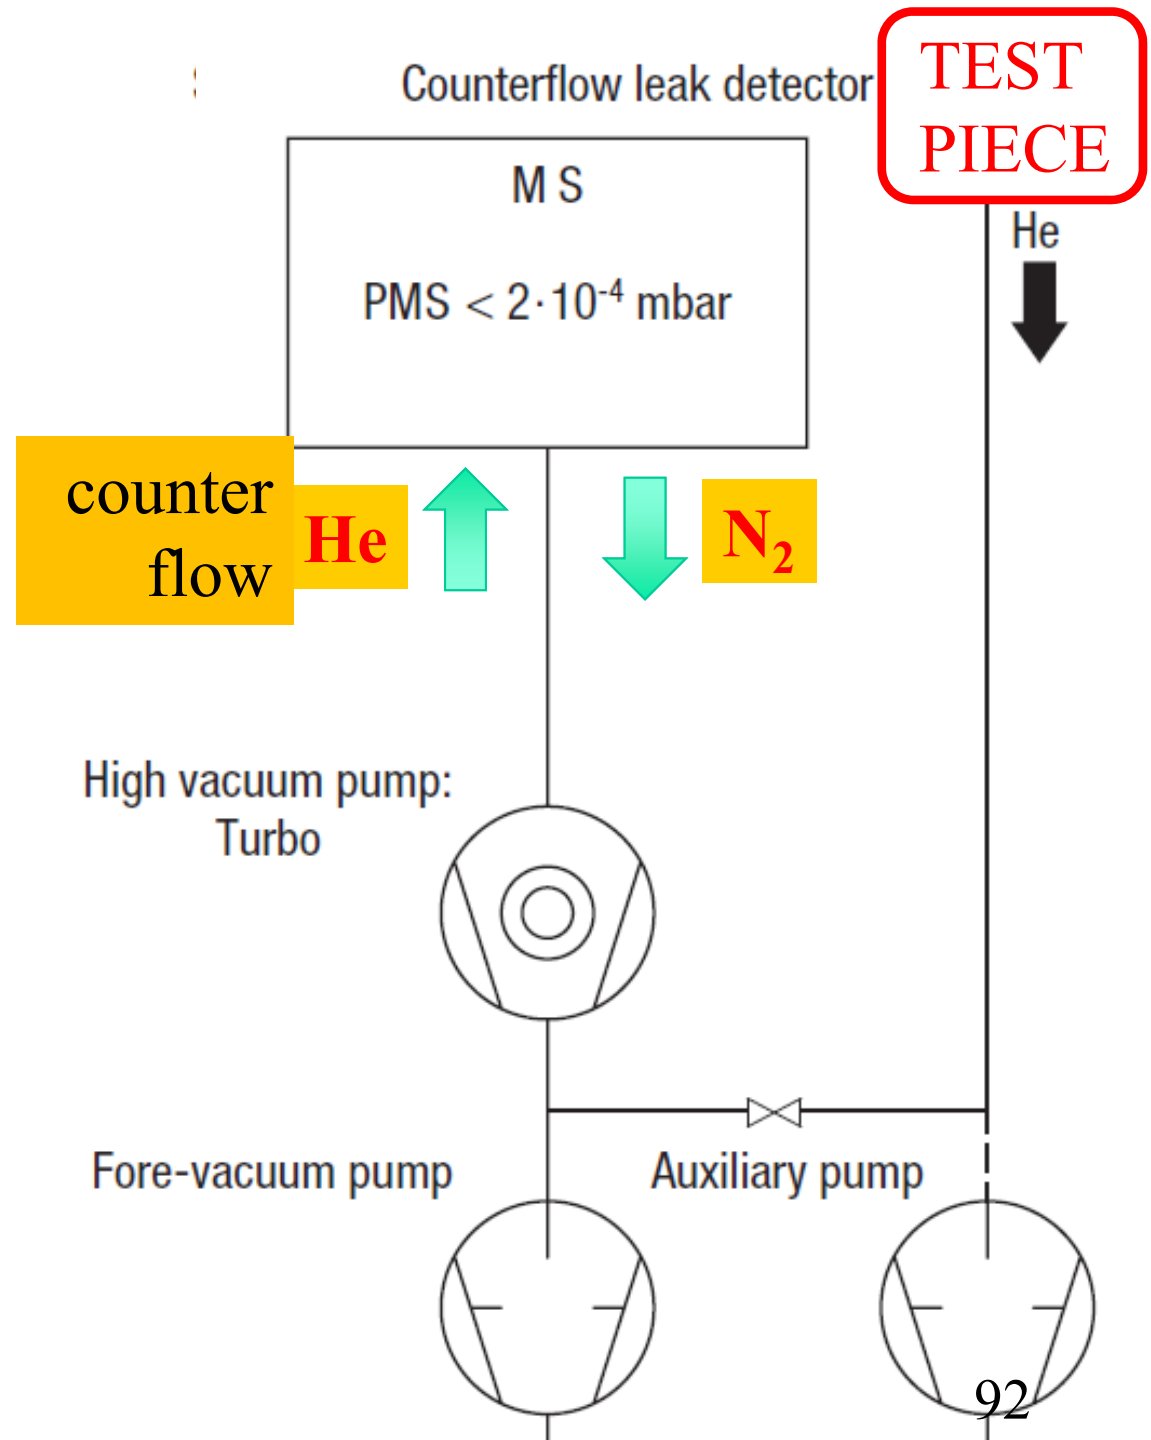 Counterflow leak detector
TEST
PIECE
M S
He
PMS < 2·10⁻⁴ mbar
counter
flow
He
N₂
High vacuum pump:
Turbo
Fore-vacuum pump
Auxiliary pump
92